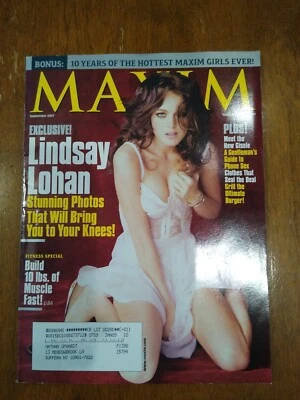 BONUS: 10 YEARS OF THE HOTTEST MAXIM GIRLS EVER!
MAXIM
September 2007
EXCLUSIVE!
Lindsay
Lohan
Stunning Photos
That Will Bring
You to Your Knees!
PLUS!
Meet the
New Gisele
A Gentleman's
Guide to
Phone Sex
Clothes That
Seal the Deal
Grill the
Ultimate
Burger!
FITNESS SPECIAL
Build
10 lbs. of
Muscle
Fast!